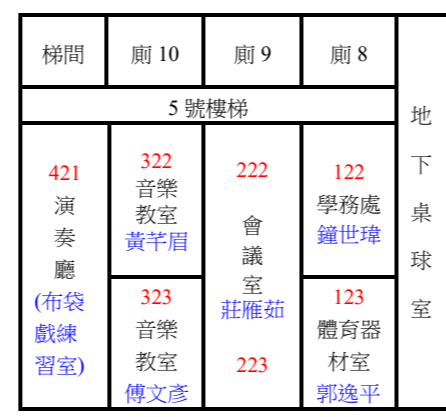 梯間
廁 10
廁 9
廁 8
5 號樓梯
421
演
奏
廳
(布袋
戲練
習室)
322
音樂
教室
黃芊眉
323
音樂
教室
傅文彥
222
會
議
室
莊雁茹
223
122
學務處
鐘世瑋
123
體育器
材室
郭逸平
地
下
桌
球
室